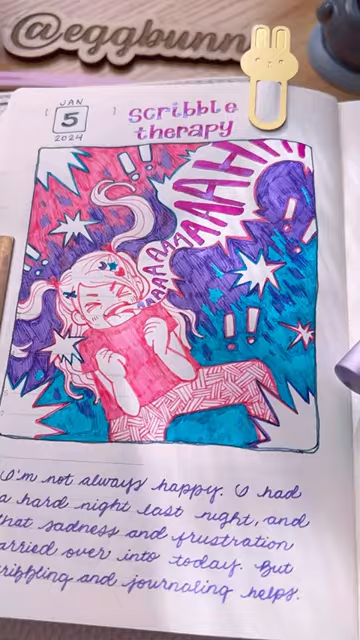 @eggbunn
JAN
5
2024
scribble
therapy
AAAAAAAAAAAHH!!!
!!
!!
!!
!!
I'm not always happy. I had
a hard night last night, and
that sadness and frustration
carried over into today. But
scribbling and journaling helps.